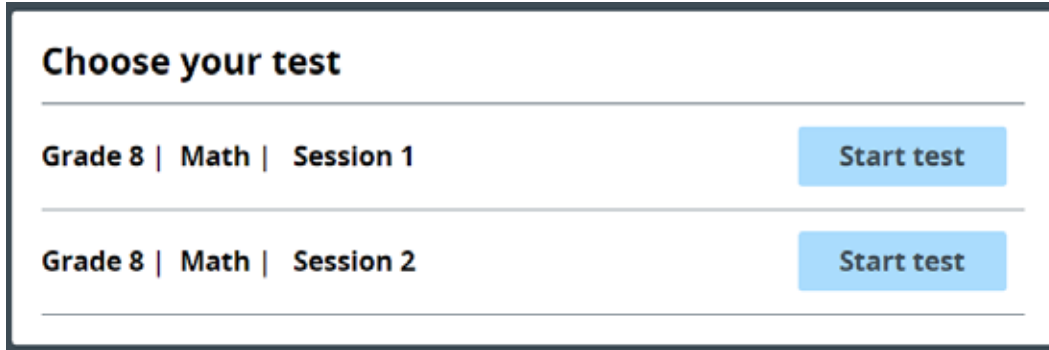 Choose your test
Grade 8 | Math | Session 1 Start test
Grade 8 | Math | Session 2 Start test